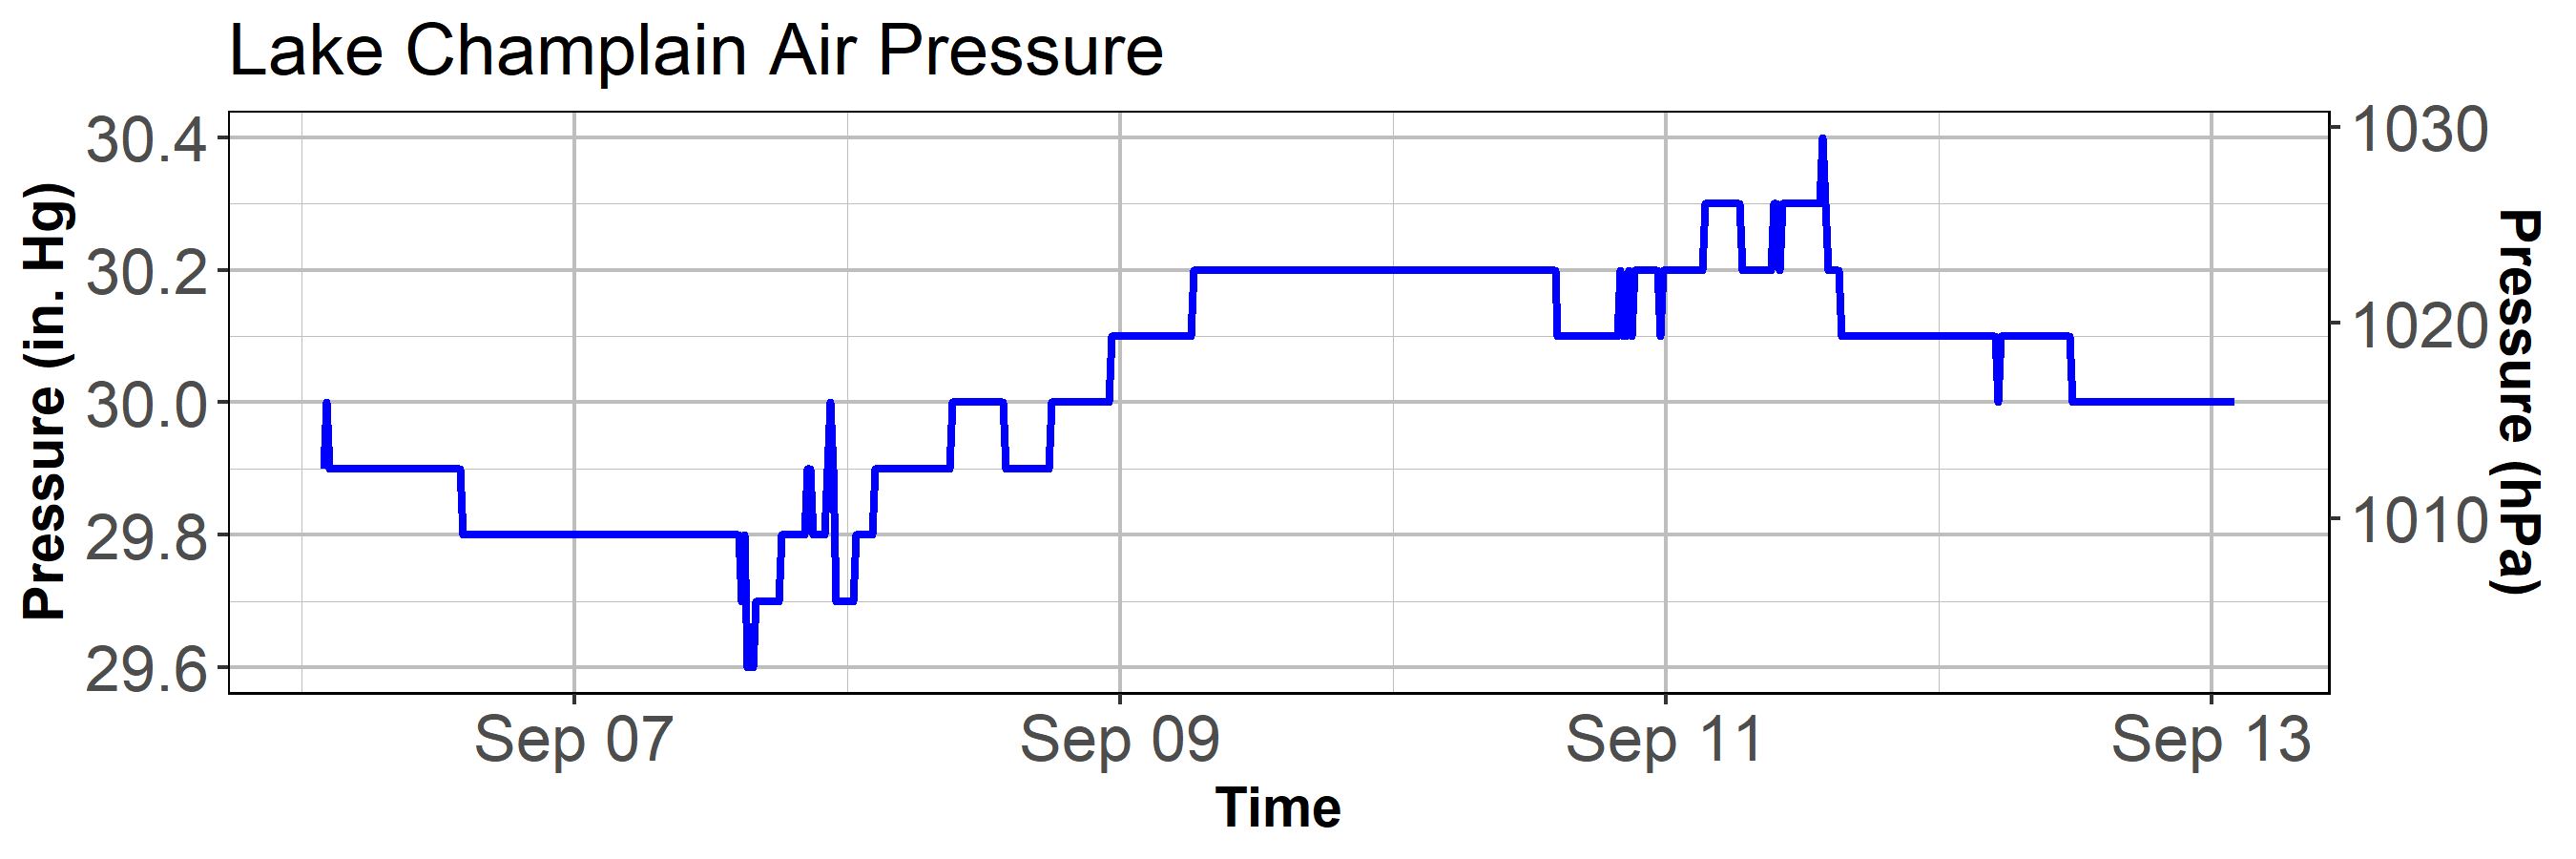 Lake Champlain Air Pressure
30.4
30.2
30.0
29.8
29.6
Pressure (in. Hg)
1030
1020
1010
Pressure (hPa)
Sep 07 Sep 09 Sep 11 Sep 13
Time